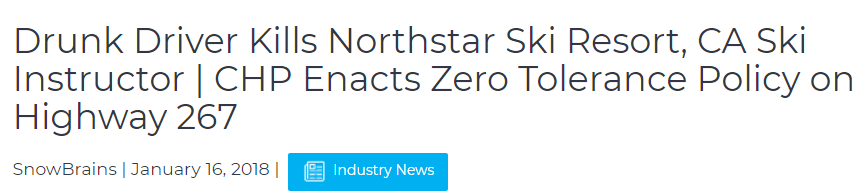 Drunk Driver Kills Northstar Ski Resort, CA Ski
Instructor | CHP Enacts Zero Tolerance Policy on
Highway 267
SnowBrains | January 16, 2018 | Industry News